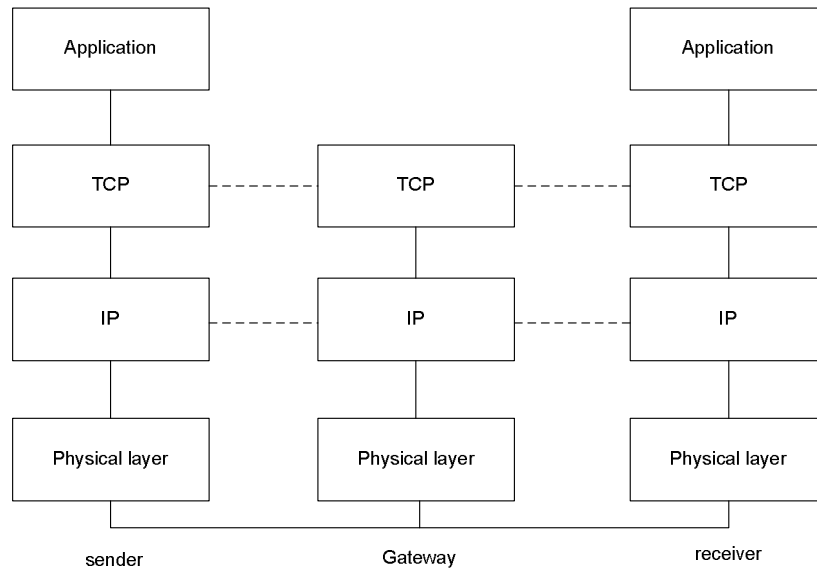 Application
Application
TCP
TCP
TCP
IP
IP
IP
Physical layer
Physical layer
Physical layer
sender
Gateway
receiver